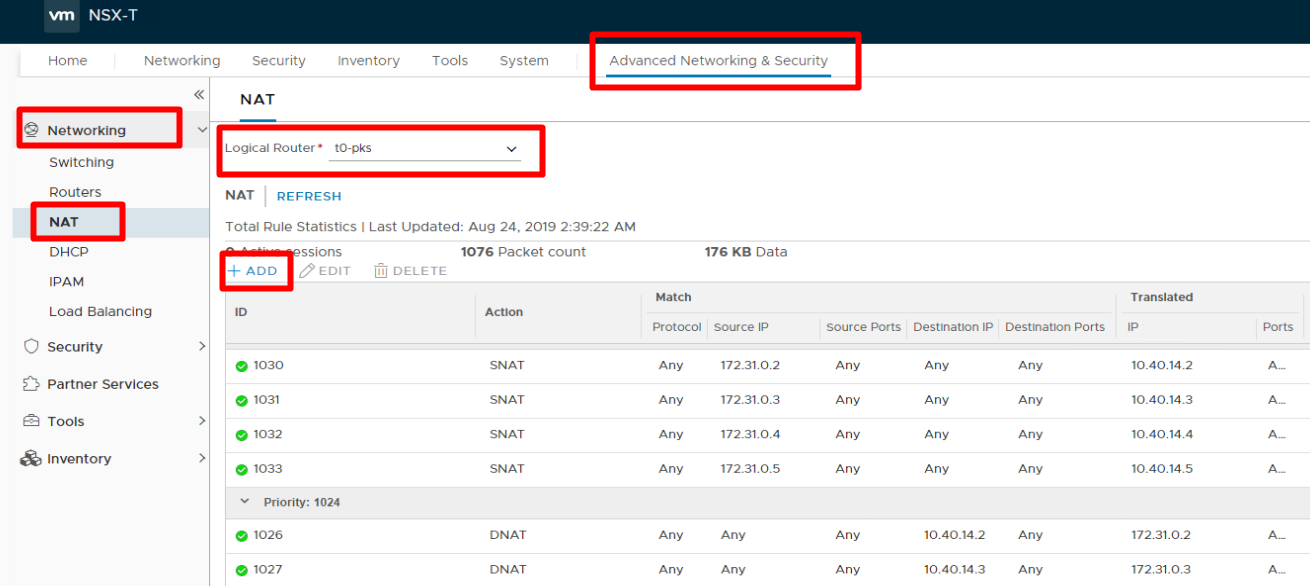 vm NSX-T
Home Networking Security Inventory Tools System Advanced Networking & Security
NAT
Networking
Switching
Routers
NAT
DHCP
IPAM
Load Balancing
Security
Partner Services
Tools
Inventory
Logical Router* t0-pks
NAT REFRESH
Total Rule Statistics | Last Updated: Aug 24, 2019 2:39:22 AM
0 Active sessions 1076 Packet count 176 KB Data
+ ADD EDIT DELETE
ID Action Match Translated
Protocol Source IP Source Ports Destination IP Destination Ports IP Ports
1030 SNAT Any 172.31.0.2 Any Any Any 10.40.14.2 A...
1031 SNAT Any 172.31.0.3 Any Any Any 10.40.14.3 A...
1032 SNAT Any 172.31.0.4 Any Any Any 10.40.14.4 A...
1033 SNAT Any 172.31.0.5 Any Any Any 10.40.14.5 A...
Priority: 1024
1026 DNAT Any Any Any 10.40.14.2 Any 172.31.0.2 A...
1027 DNAT Any Any Any 10.40.14.3 Any 172.31.0.3 A...